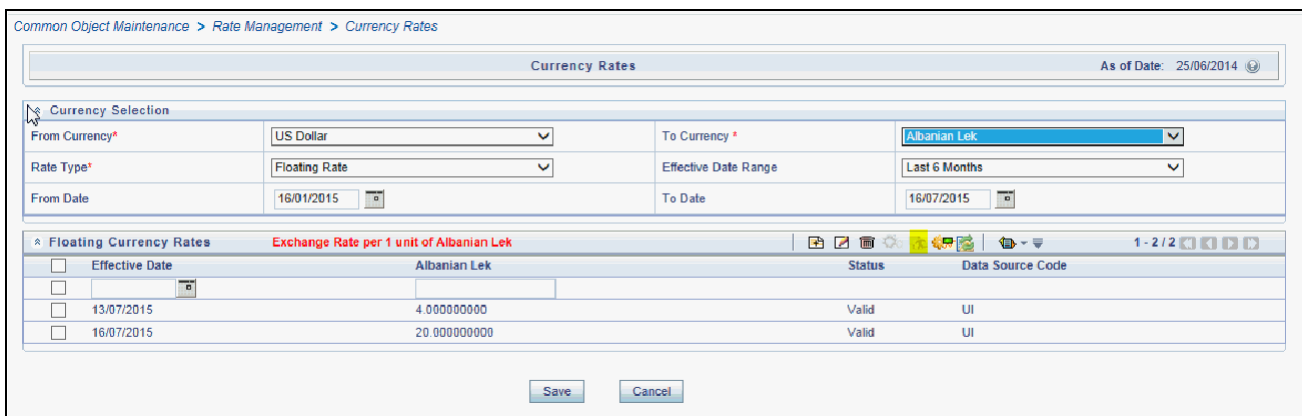 Common Object Maintenance > Rate Management > Currency Rates
Currency Rates As of Date: 25/06/2014
Currency Selection
From Currency* US Dollar To Currency * Albanian Lek
Rate Type* Floating Rate Effective Date Range Last 6 Months
From Date 16/01/2015 To Date 16/07/2015
Floating Currency Rates Exchange Rate per 1 unit of Albanian Lek 1 - 2 / 2
Effective Date Albanian Lek Status Data Source Code
13/07/2015 4.000000000 Valid UI
16/07/2015 20.000000000 Valid UI
Save Cancel